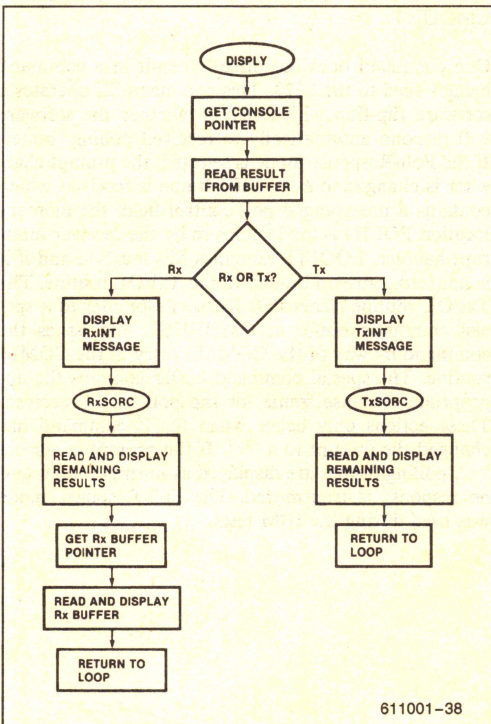 DISPLY
GET CONSOLE
POINTER
READ RESULT
FROM BUFFER
Rx OR Tx?
Rx
Tx
DISPLAY
RxINT
MESSAGE
RxSORC
READ AND DISPLAY
REMAINING
RESULTS
GET Rx BUFFER
POINTER
READ AND DISPLAY
Rx BUFFER
RETURN TO
LOOP
DISPLAY
TxINT
MESSAGE
TxSORC
READ AND DISPLAY
REMAINING
RESULTS
RETURN TO
LOOP
611001–38